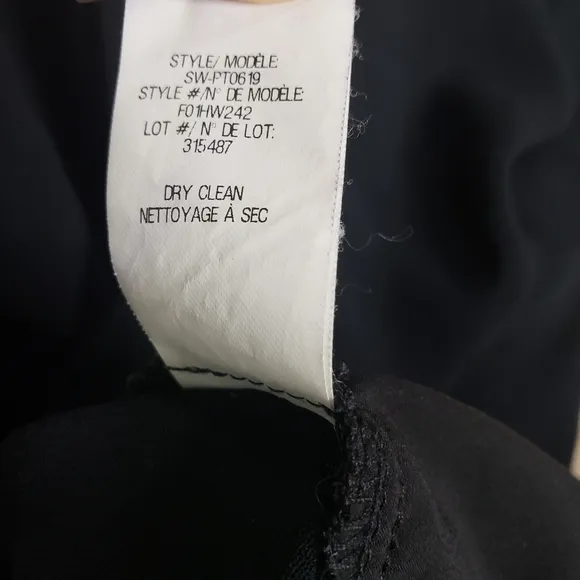 STYLE/ MODÈLE:
SW-PT0619
STYLE #/N° DE MODÈLE:
F01HW242
LOT #/ N° DE LOT:
315487
DRY CLEAN
NETTOYAGE À SEC